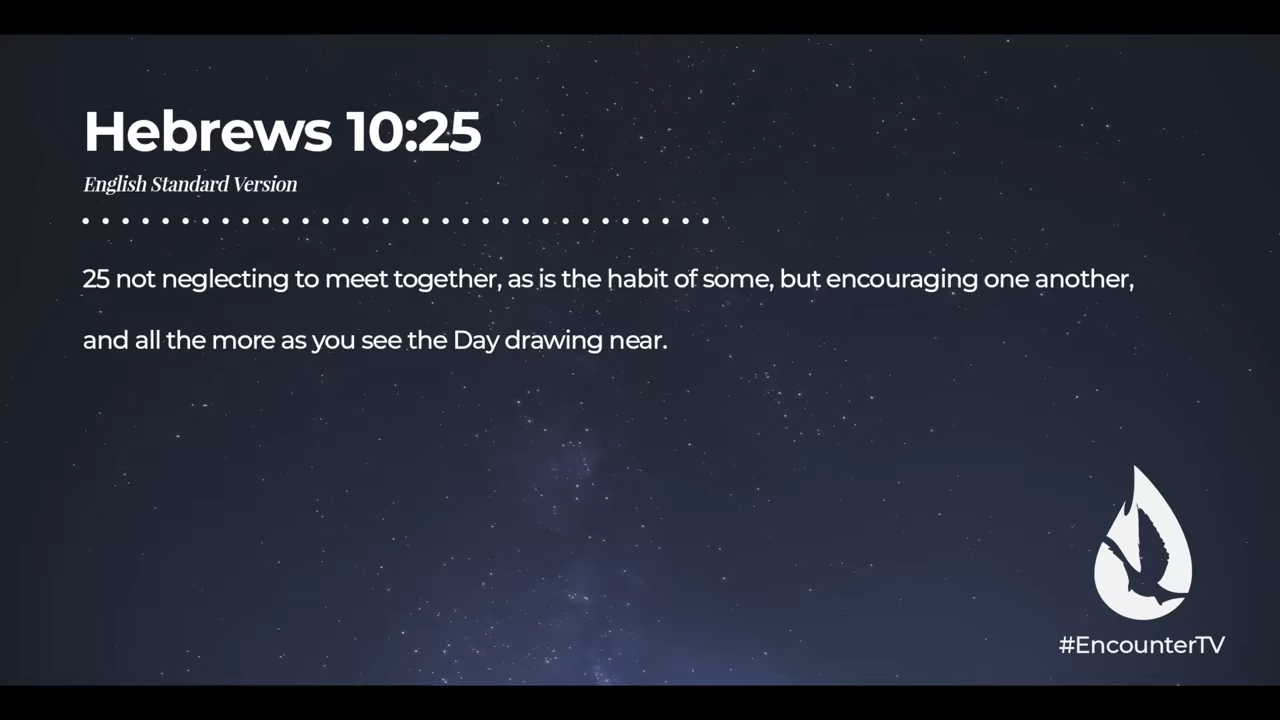 Hebrews 10:25
English Standard Version
25 not neglecting to meet together, as is the habit of some, but encouraging one another,
and all the more as you see the Day drawing near.
#EncounterTV